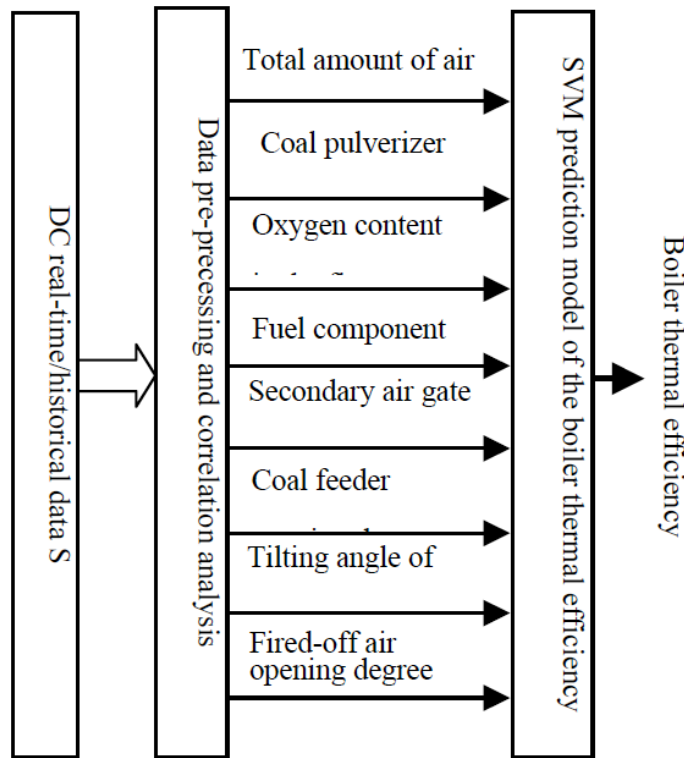 DC real-time/historical data S
Data pre-precessing and correlation analysis
Total amount of air
Coal pulverizer
Oxygen content
Fuel component
Secondary air gate
Coal feeder
Tilting angle of
Fired-off air
opening degree
SVM prediction model of the boiler thermal efficiency
Boiler thermal
efficiency